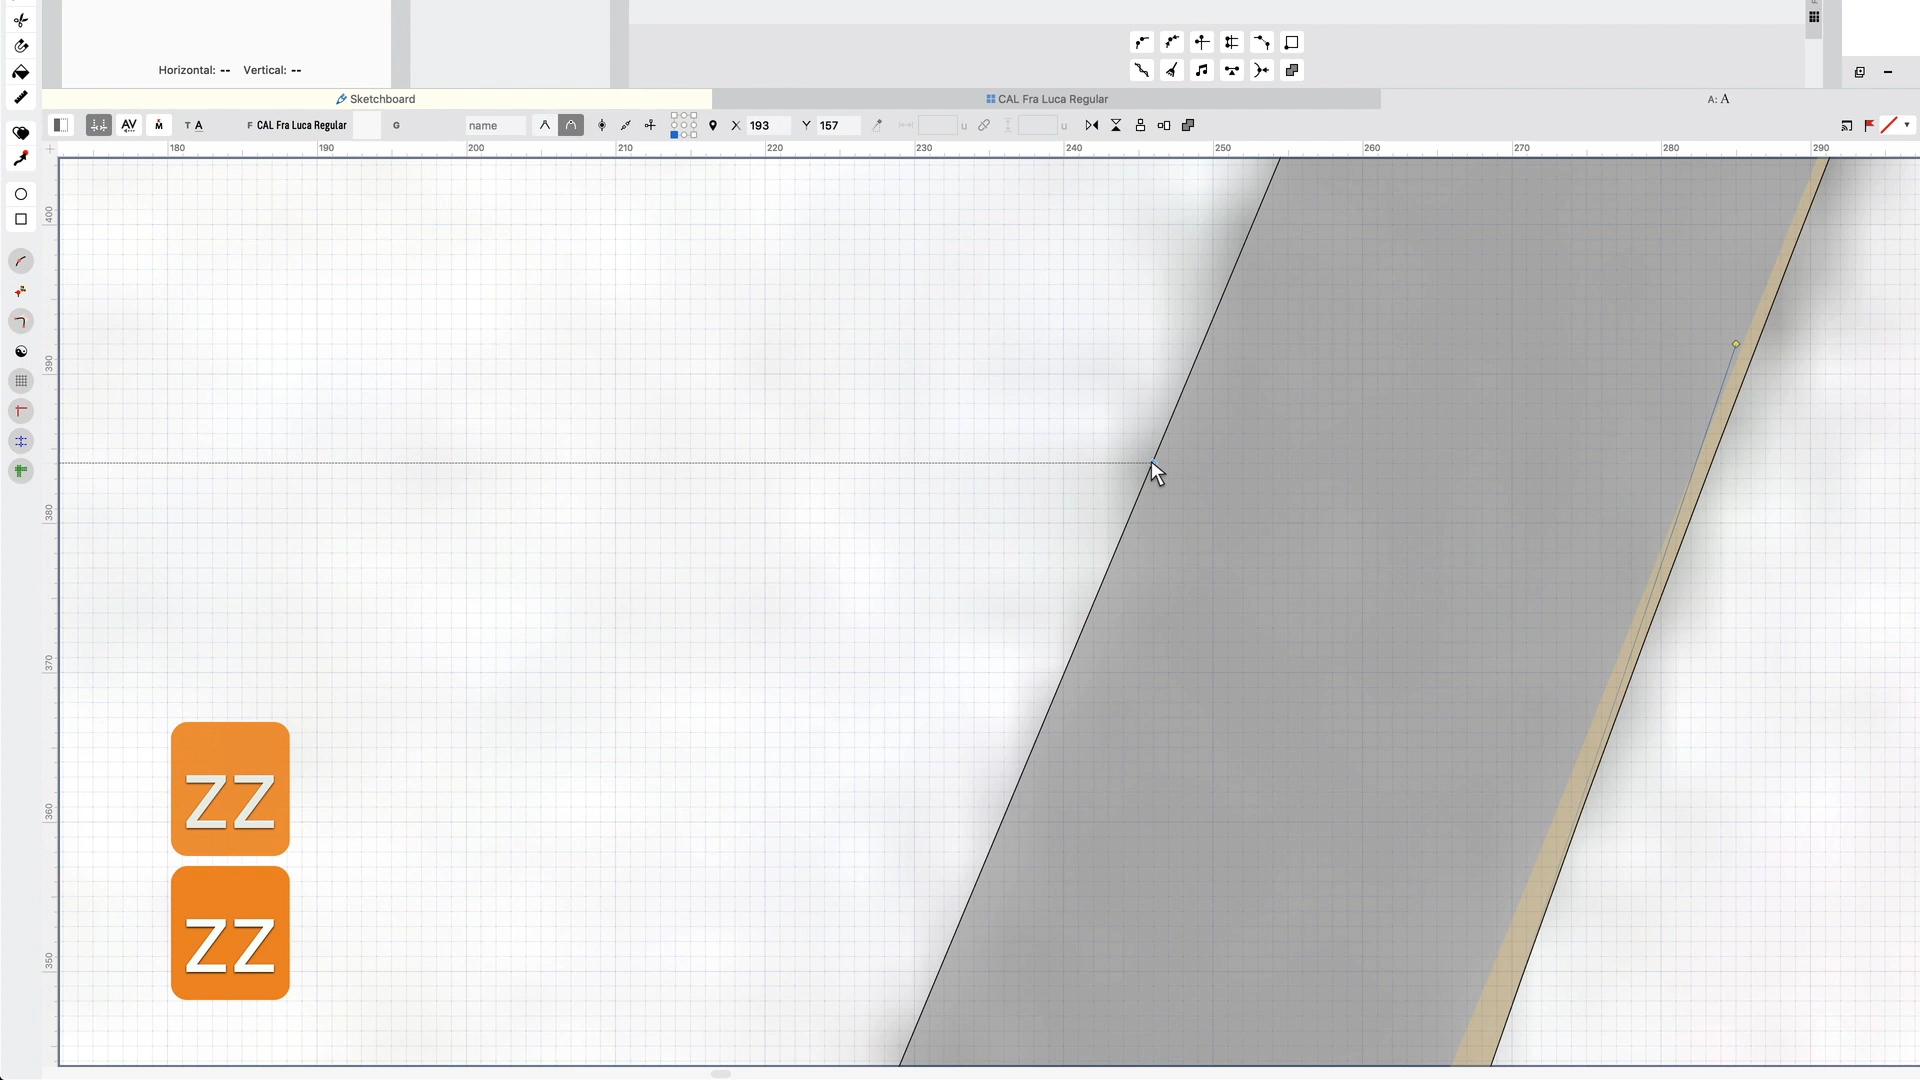 Horizontal: -- Vertical: --
Sketchboard
CAL Fra Luca Regular
A: A
AV
M
T A
F CAL Fra Luca Regular
G
name
X 193
Y 157
u
u
180 190 200 210 220 230 240 250 260 270 280 290
400
390
380
370
360
350
ZZ
ZZ